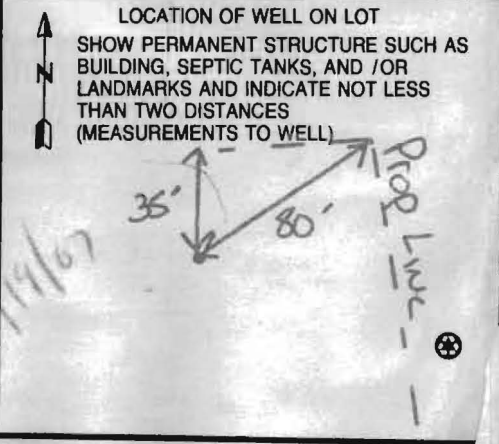 LOCATION OF WELL ON LOT
SHOW PERMANENT STRUCTURE SUCH AS
BUILDING, SEPTIC TANKS, AND /OR
LANDMARKS AND INDICATE NOT LESS
THAN TWO DISTANCES
(MEASUREMENTS TO WELL)
N
35'
80'
Prop Line